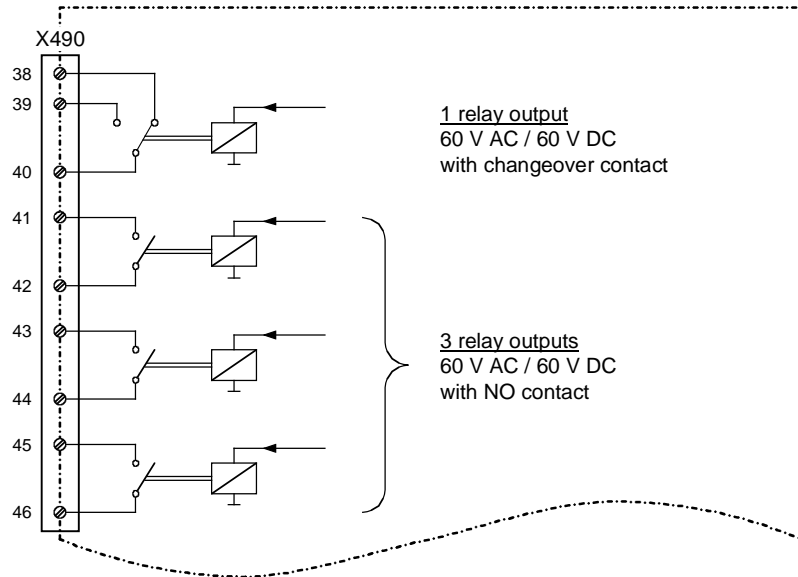 X490
38
39
1 relay output
60 V AC / 60 V DC
with changeover contact
40
41
42
43
3 relay outputs
60 V AC / 60 V DC
with NO contact
44
45
46